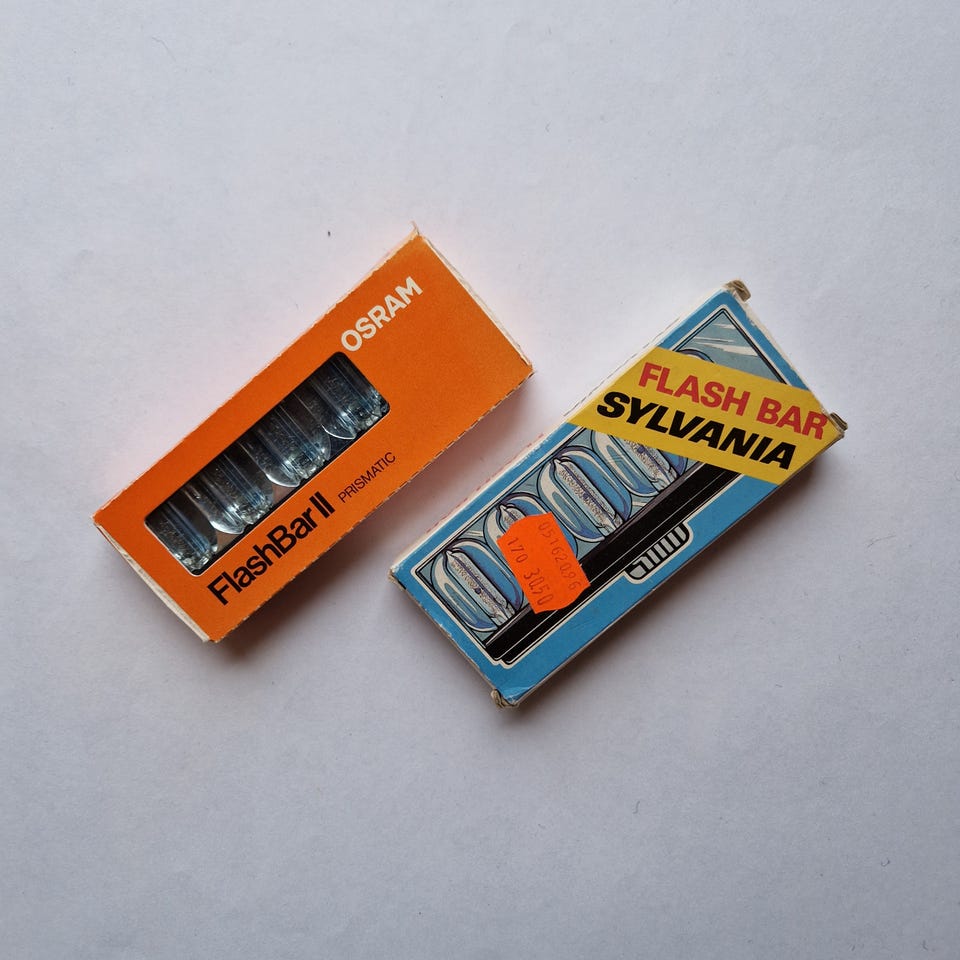 OSRAM
FlashBar II PRISMATIC
FLASH BAR
SYLVANIA
05162096
170 3050